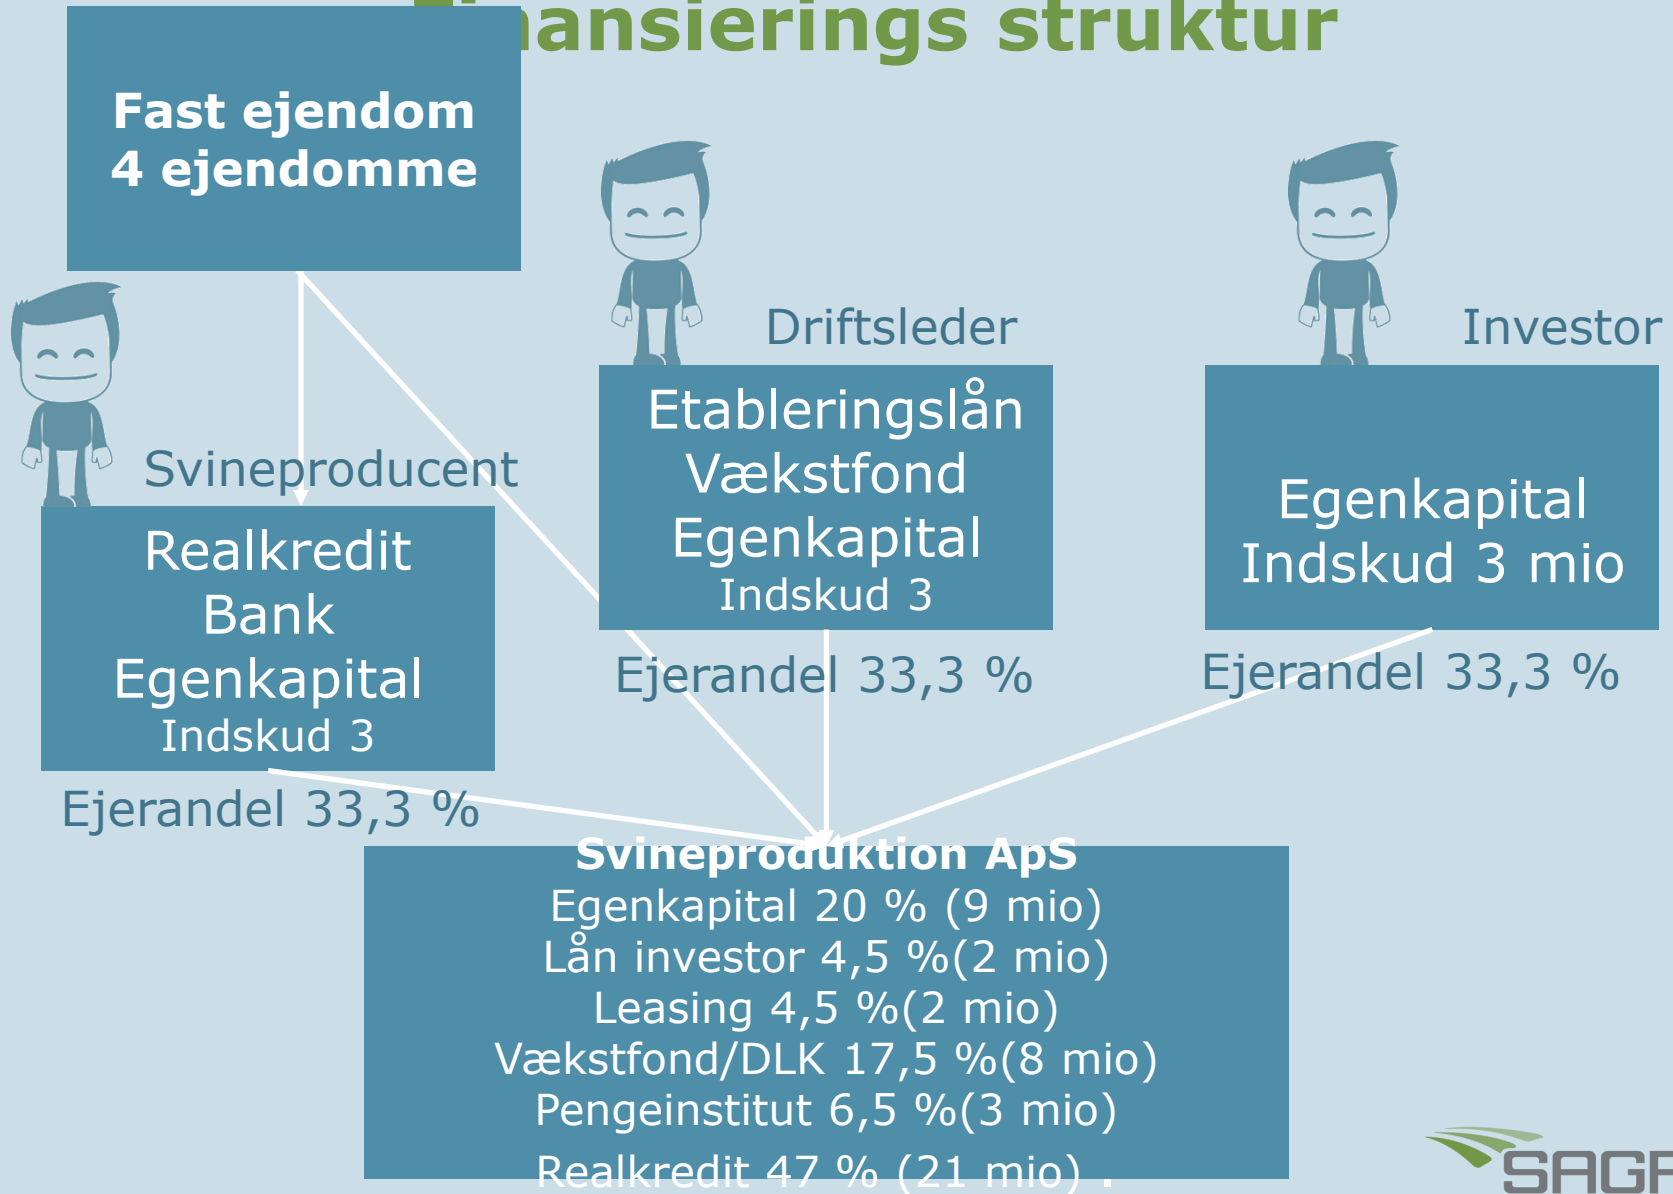 Finansierings struktur
Fast ejendom
4 ejendomme
Driftsleder
Investor
Svineproducent
Etableringslån
Vækstfond
Egenkapital
Indskud 3
Egenkapital
Indskud 3 mio
Realkredit
Bank
Egenkapital
Indskud 3
Ejerandel 33,3 %
Ejerandel 33,3 %
Ejerandel 33,3 %
Svineproduktion ApS
Egenkapital 20 % (9 mio)
Lån investor 4,5 %(2 mio)
Leasing 4,5 %(2 mio)
Vækstfond/DLK 17,5 %(8 mio)
Pengeinstitut 6,5 %(3 mio)
Realkredit 47 % (21 mio) .